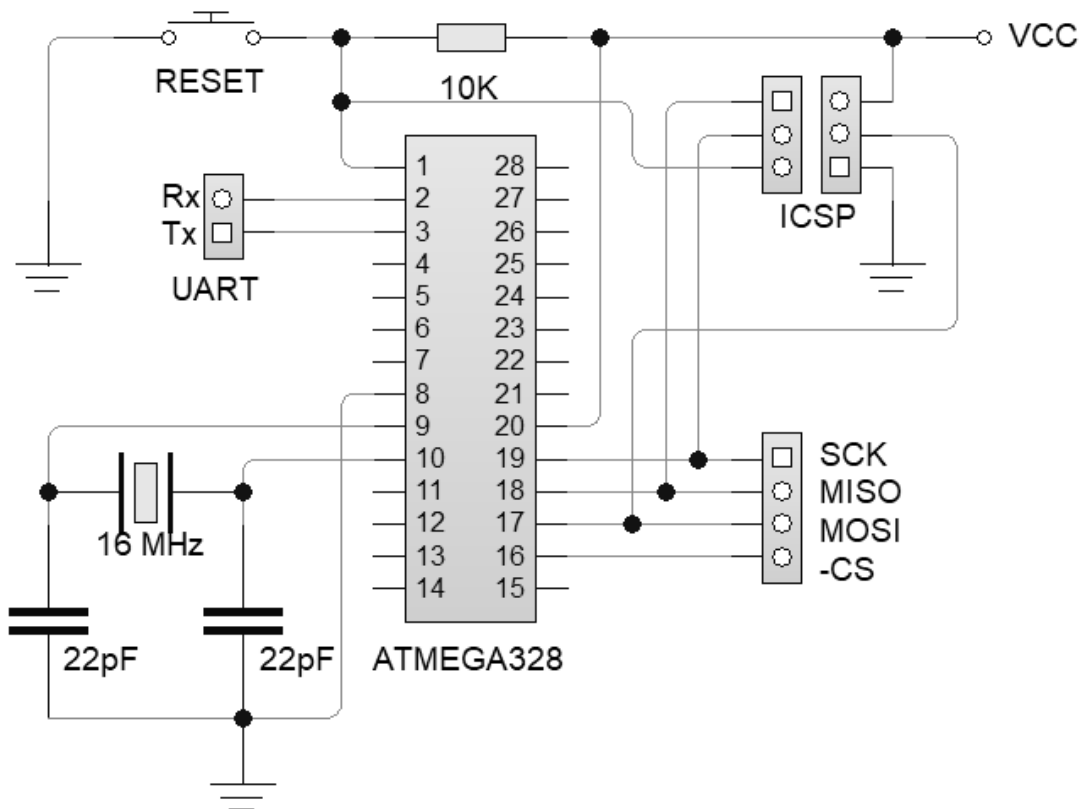 VCC
RESET
10K
ICSP
Rx
Tx
UART
1 28
2 27
3 26
4 25
5 24
6 23
7 22
8 21
9 20
10 19
11 18
12 17
13 16
14 15
SCK
MISO
MOSI
-CS
16 MHz
22pF
22pF
ATMEGA328